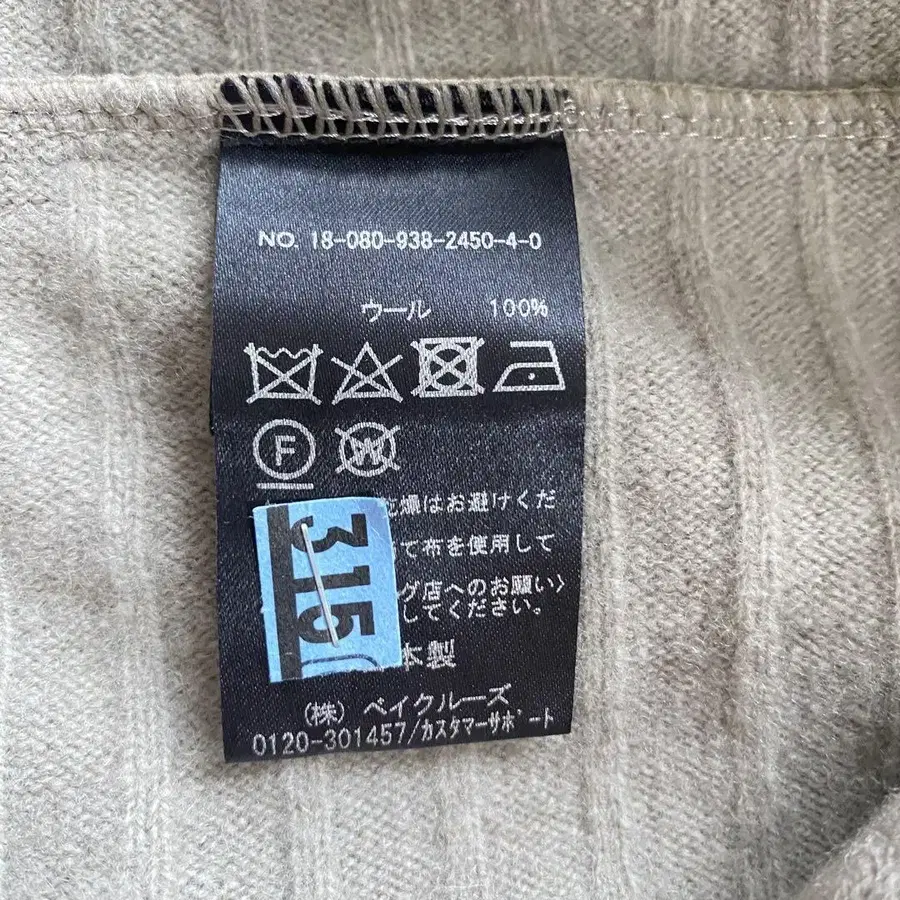 NO. 18-080-938-2450-4-0
ウール 100%
F
W
燥はお避けくだ
て布を使用して
グ店へのお願い〉
してください。
315
本製
(株) ベイクルーズ
0120-301457/カスタマーサポート